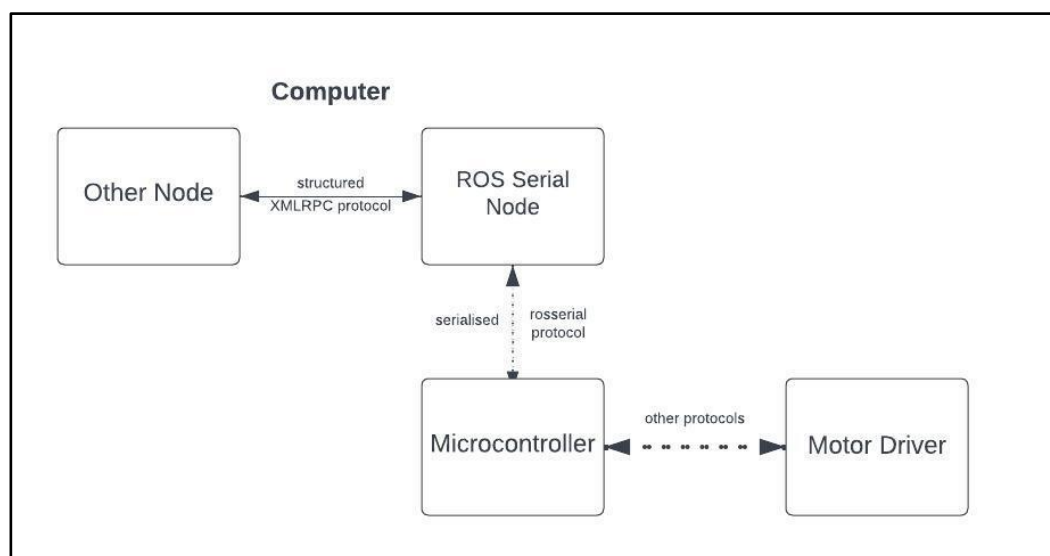 Computer
Other Node
structured
XMLRPC protocol
ROS Serial
Node
serialised
rosserial
protocol
Microcontroller
other protocols
Motor Driver